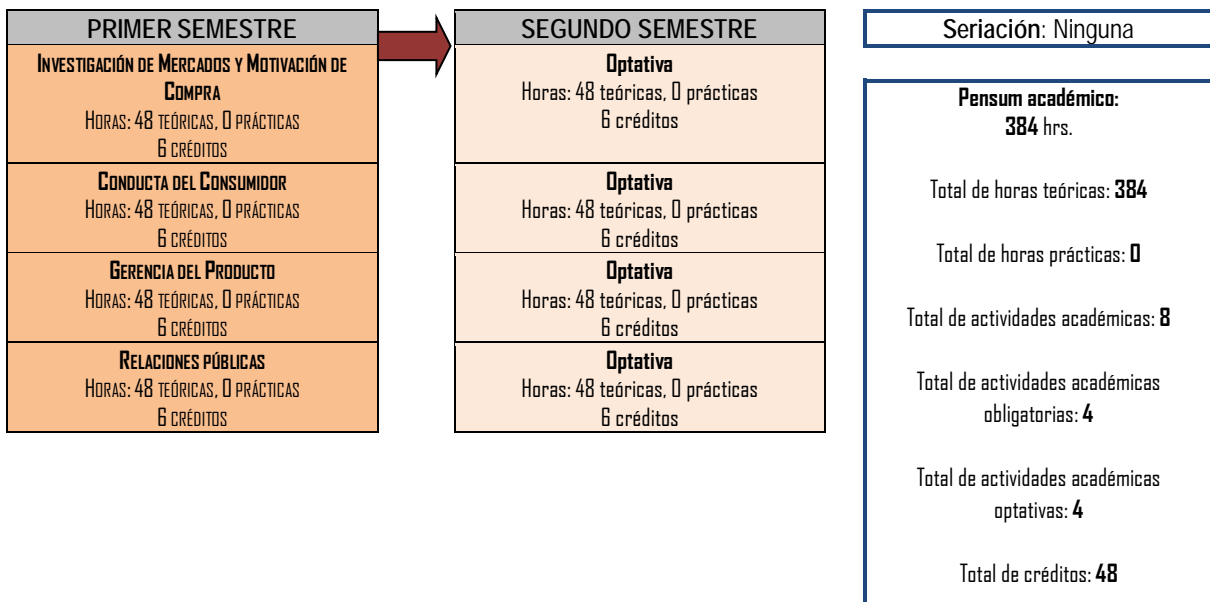 PRIMER SEMESTRE
INVESTIGACIÓN DE MERCADOS Y MOTIVACIÓN DE
COMPRA
HORAS: 48 TEÓRICAS, 0 PRÁCTICAS
6 CRÉDITOS
CONDUCTA DEL CONSUMIDOR
HORAS: 48 TEÓRICAS, 0 PRÁCTICAS
6 CRÉDITOS
GERENCIA DEL PRODUCTO
HORAS: 48 TEÓRICAS, 0 PRÁCTICAS
6 CRÉDITOS
RELACIONES PÚBLICAS
HORAS: 48 TEÓRICAS, 0 PRÁCTICAS
6 CRÉDITOS
SEGUNDO SEMESTRE
Optativa
Horas: 48 teóricas, 0 prácticas
6 créditos
Optativa
Horas: 48 teóricas, 0 prácticas
6 créditos
Optativa
Horas: 48 teóricas, 0 prácticas
6 créditos
Optativa
Horas: 48 teóricas, 0 prácticas
6 créditos
Seriación: Ninguna
Pensum académico:
384 hrs.
Total de horas teóricas: 384
Total de horas prácticas: 0
Total de actividades académicas: 8
Total de actividades académicas
obligatorias: 4
Total de actividades académicas
optativas: 4
Total de créditos: 48